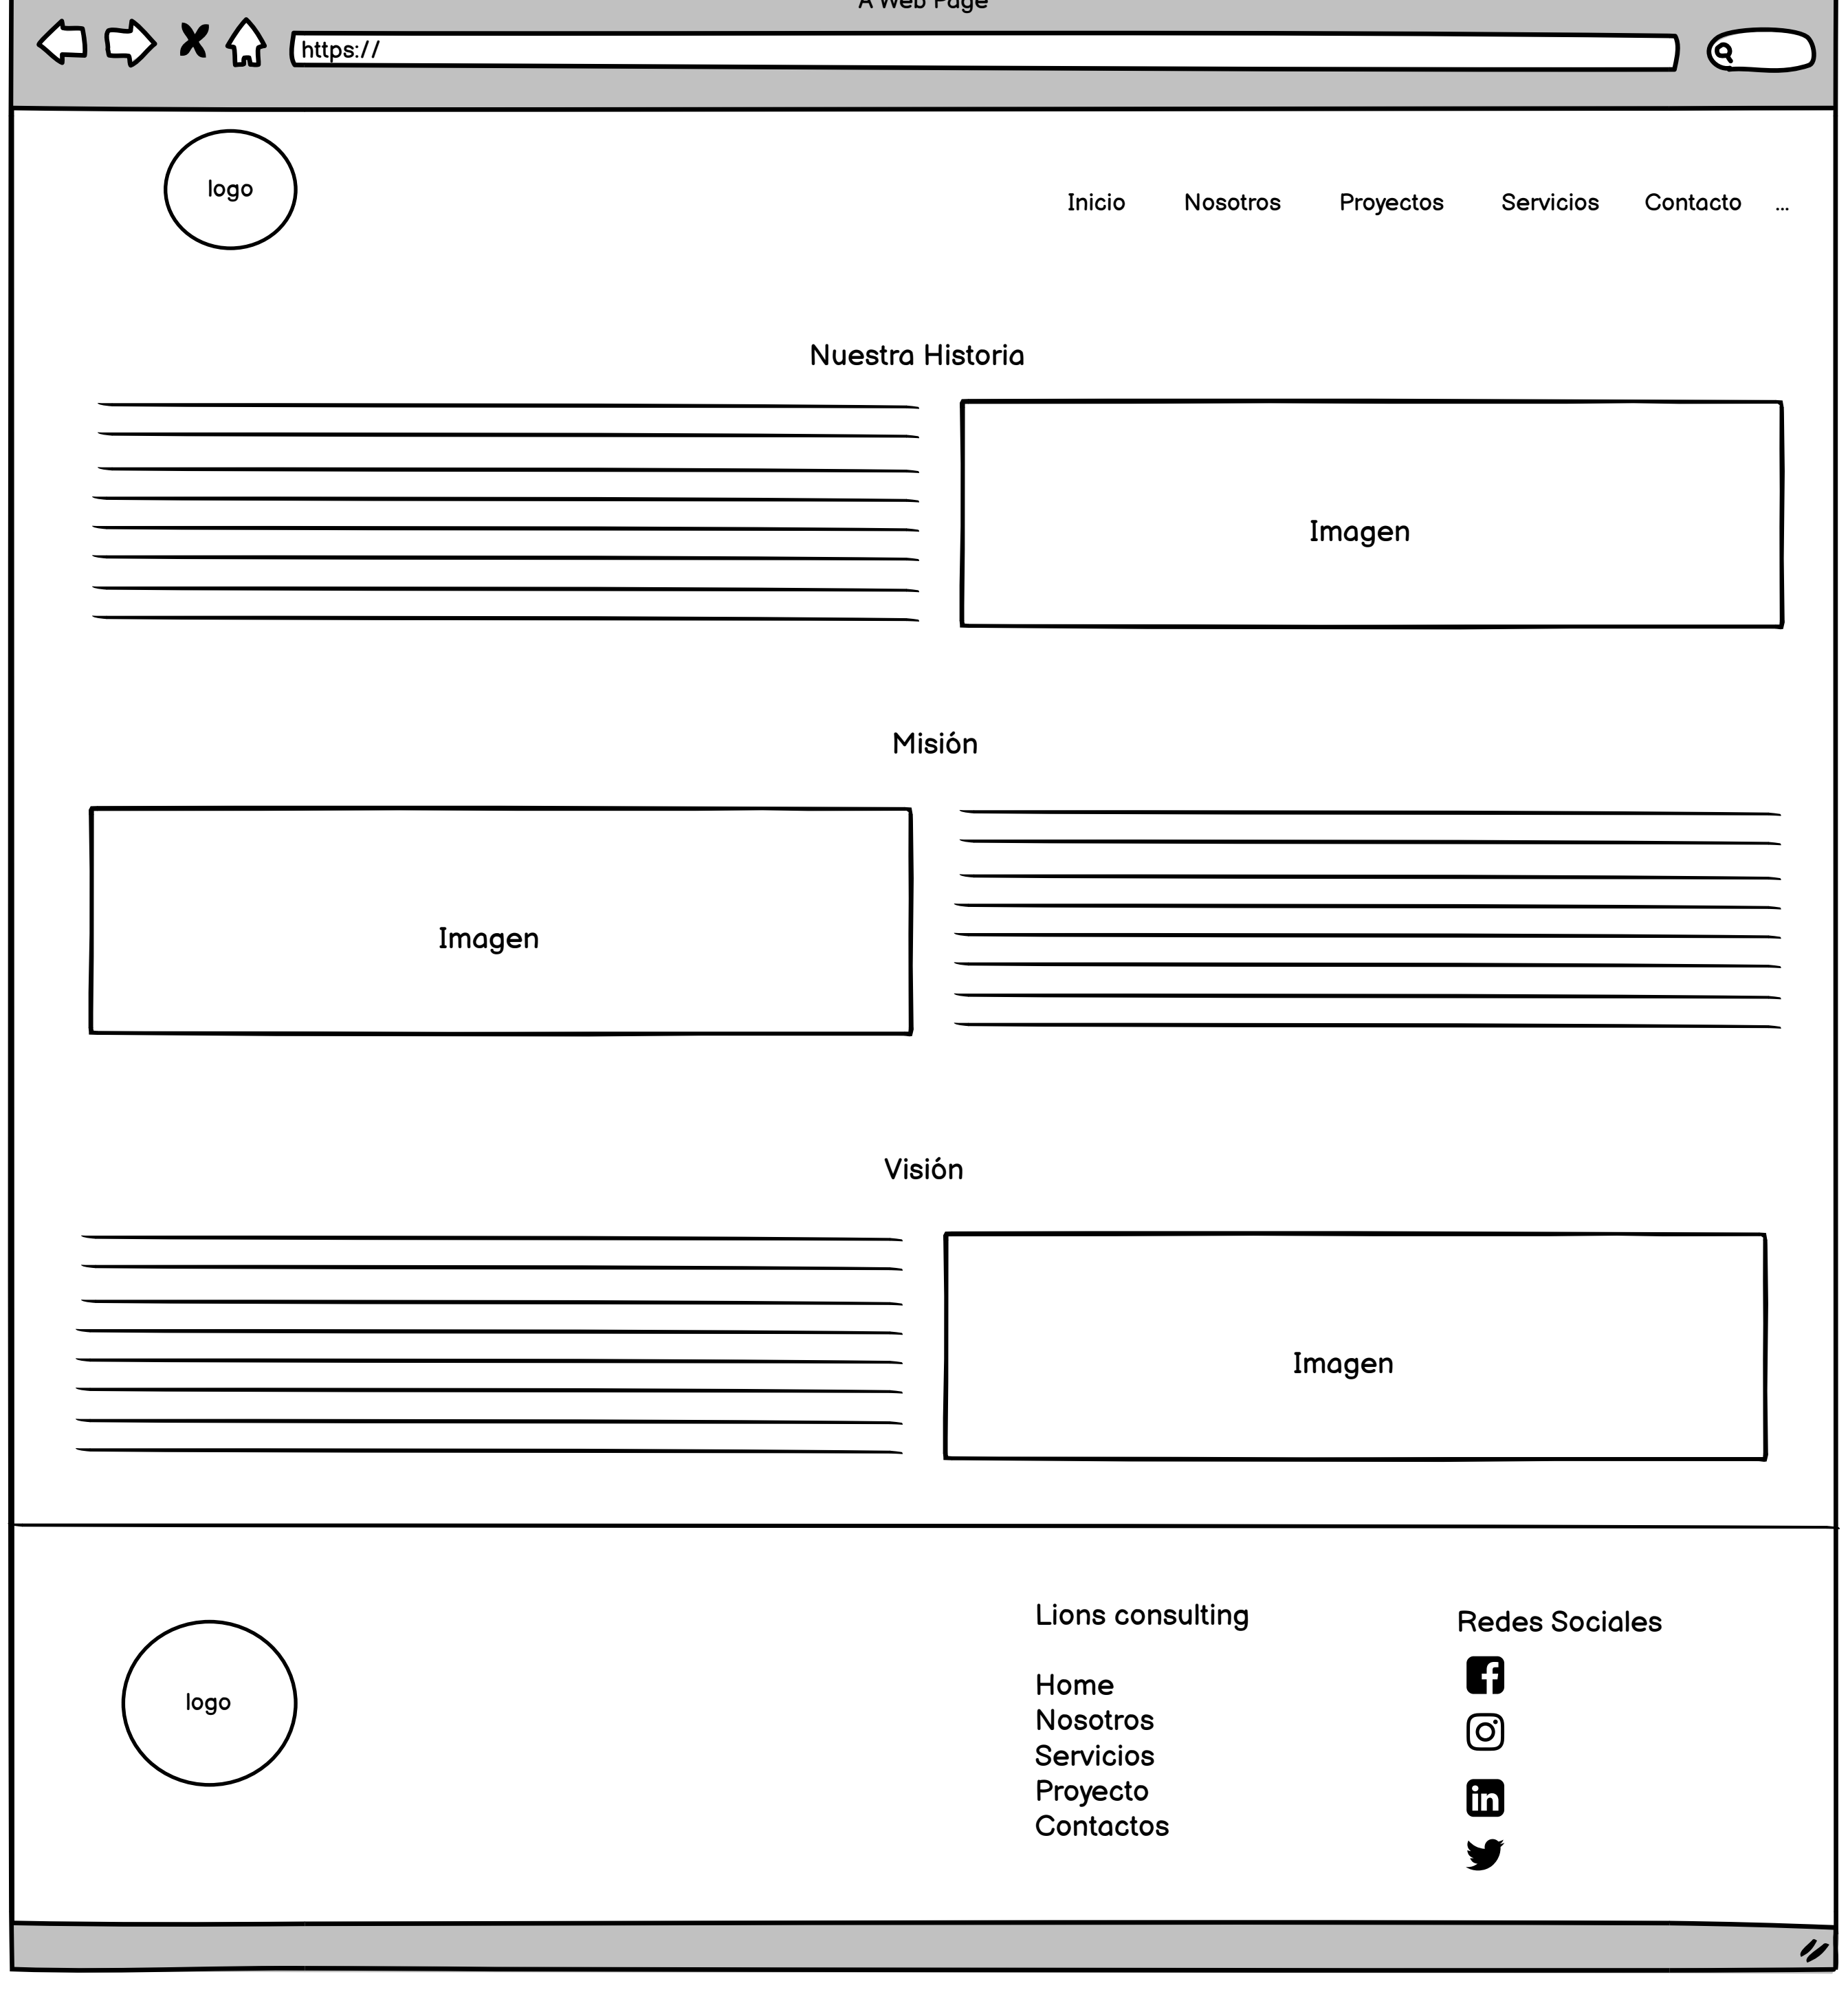 A Web Page
https://
logo
Inicio Nosotros Proyectos Servicios Contacto ...
Nuestra Historia
Imagen
Misión
Imagen
Visión
Imagen
logo
Lions consulting
Home
Nosotros
Servicios
Proyecto
Contactos
Redes Sociales